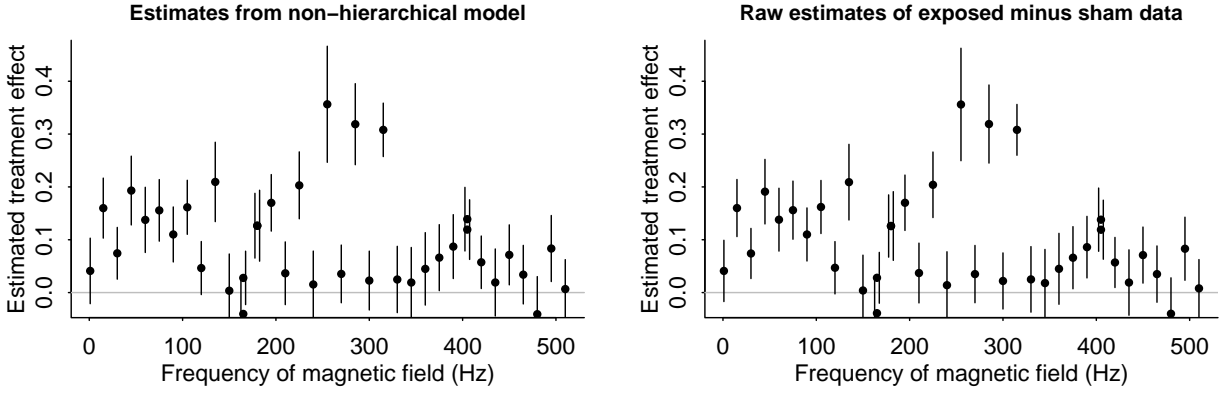 Estimates from non−hierarchical model
Estimated treatment effect
0.0 0.1 0.2 0.3 0.4
0 100 200 300 400 500
Frequency of magnetic field (Hz)
Raw estimates of exposed minus sham data
Estimated treatment effect
0.0 0.1 0.2 0.3 0.4
0 100 200 300 400 500
Frequency of magnetic field (Hz)